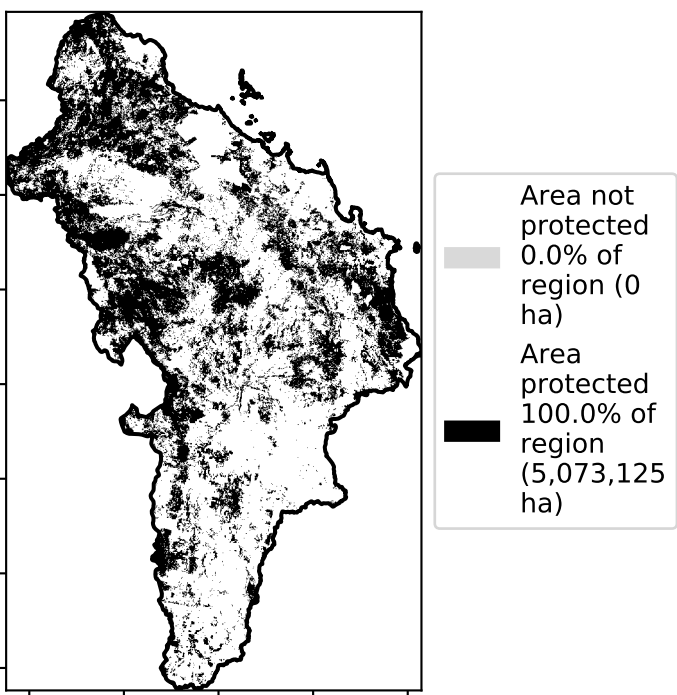 Area not
protected
0.0% of
region (0
ha)
Area
protected
100.0% of
region
(5,073,125
ha)